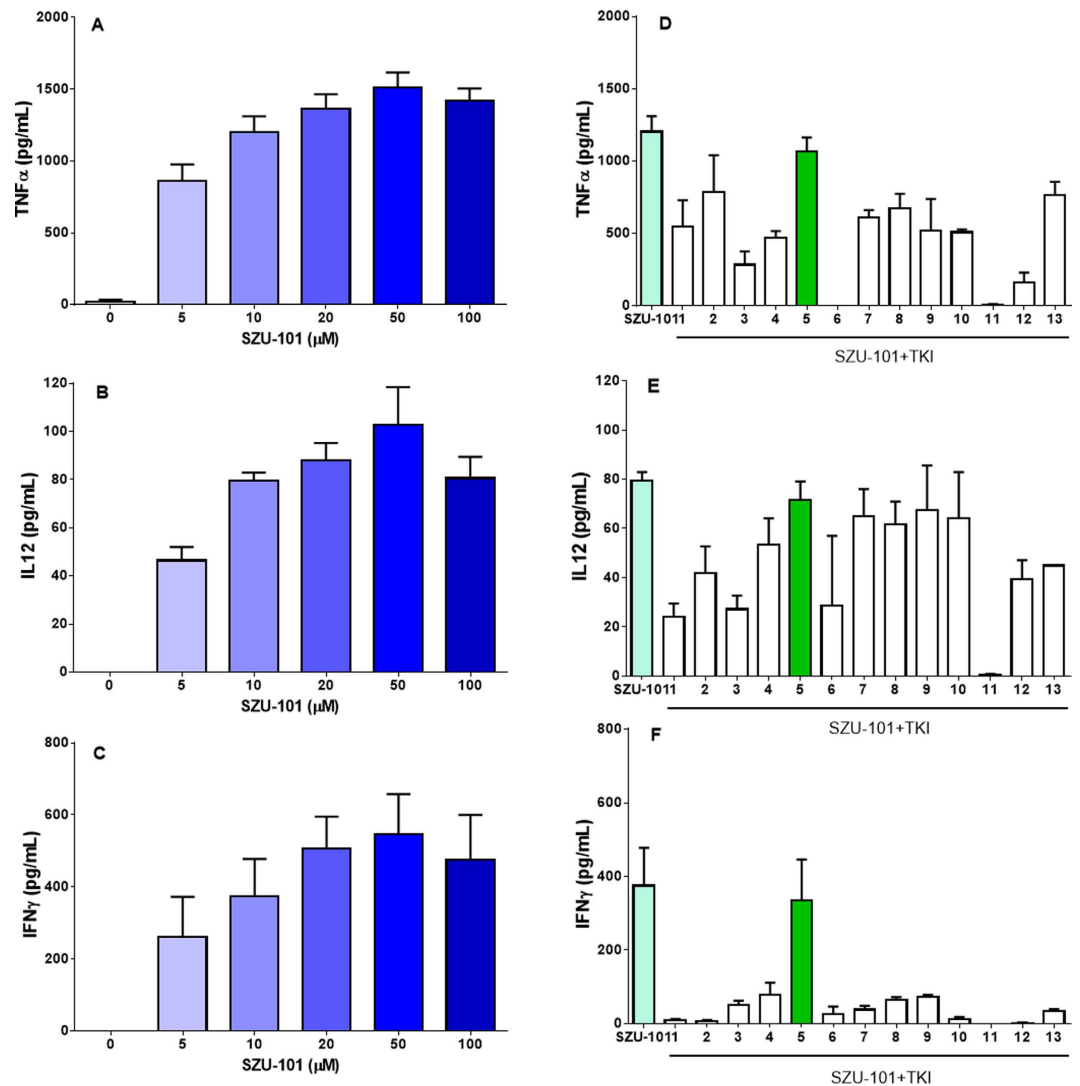 A
TNFα (pg/mL)
2000
1500
1000
500
0
0 5 10 20 50 100
SZU-101 (μM)
D
TNFα (pg/mL)
2000
1500
1000
500
0
SZU-101 1 2 3 4 5 6 7 8 9 10 11 12 13
SZU-101+TKI
B
IL12 (pg/mL)
120
100
80
60
40
20
0
0 5 10 20 50 100
SZU-101 (μM)
E
IL12 (pg/mL)
120
100
80
60
40
20
0
SZU-101 1 2 3 4 5 6 7 8 9 10 11 12 13
SZU-101+TKI
C
IFNγ (pg/mL)
800
600
400
200
0
0 5 10 20 50 100
SZU-101 (μM)
F
IFNγ (pg/mL)
800
600
400
200
0
SZU-101 1 2 3 4 5 6 7 8 9 10 11 12 13
SZU-101+TKI